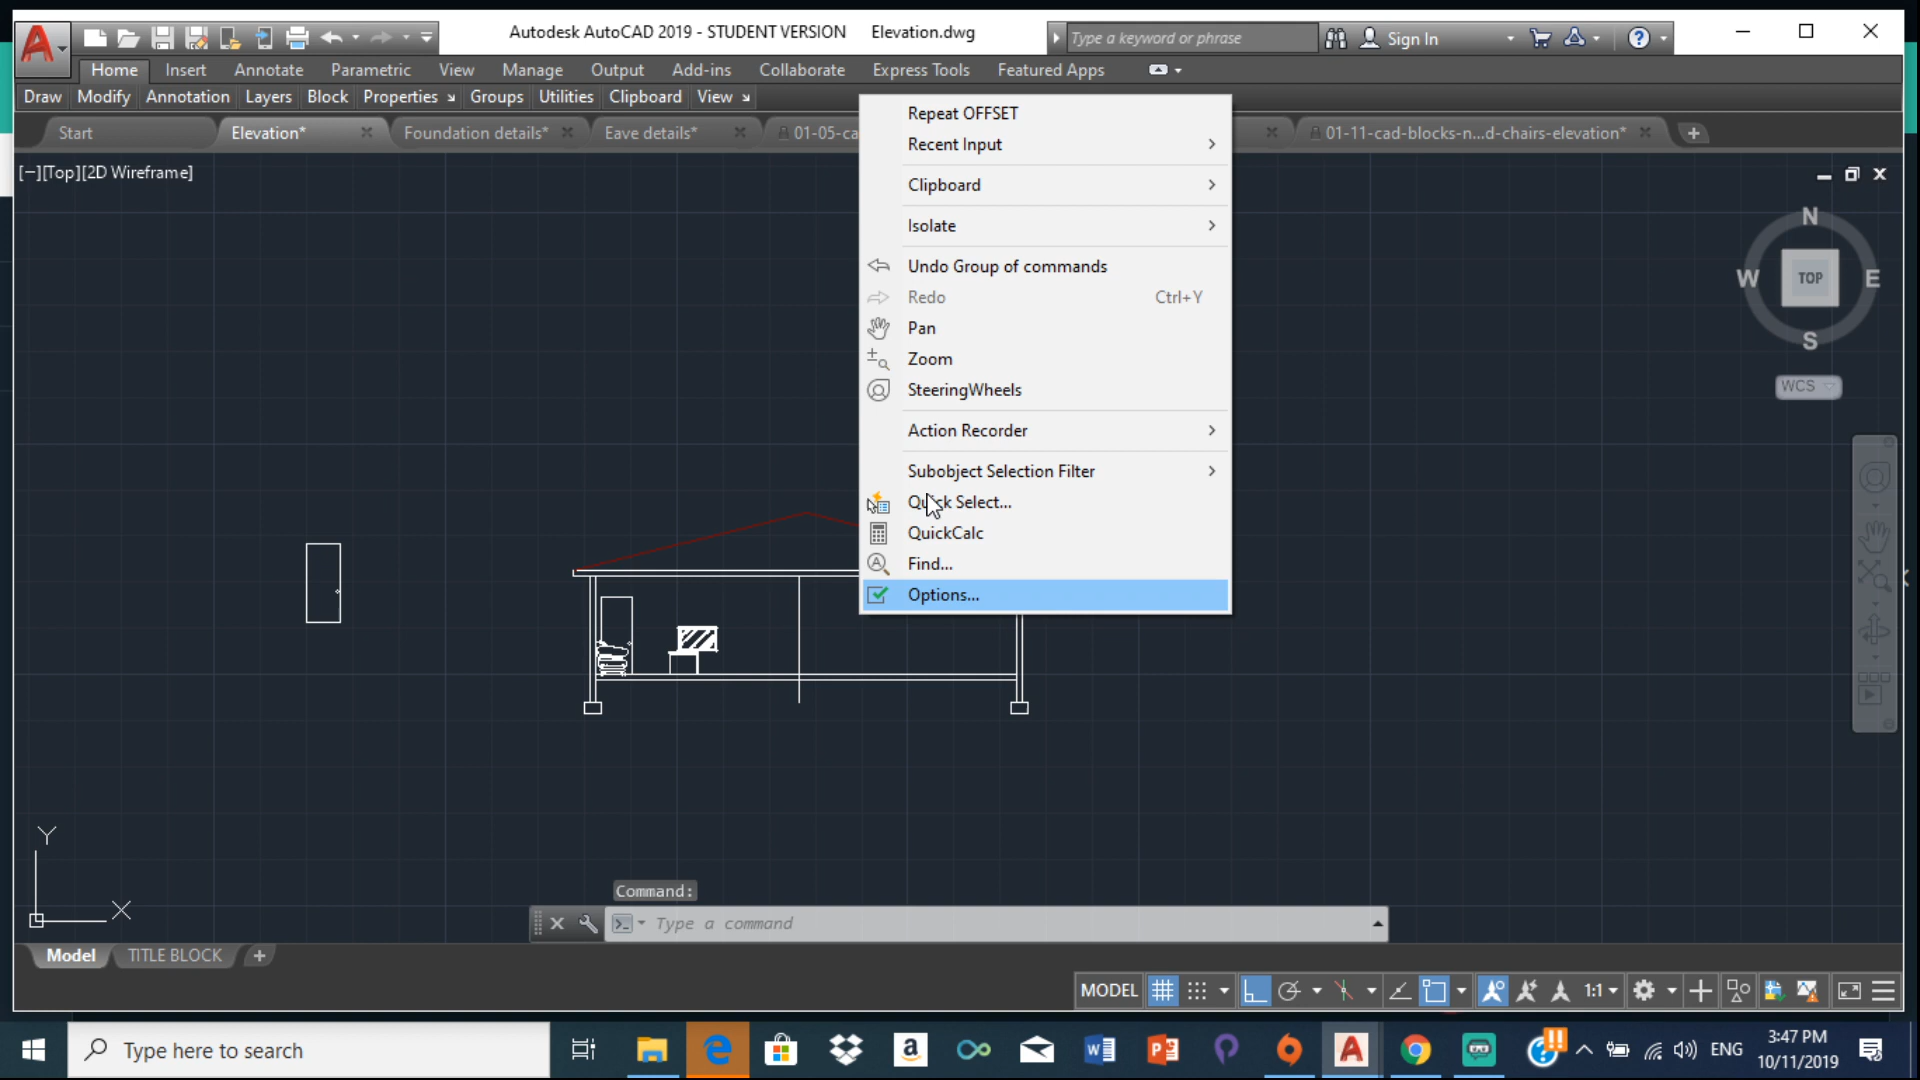 Autodesk AutoCAD 2019 - STUDENT VERSION Elevation.dwg
Type a keyword or phrase
Sign In
Home Insert Annotate Parametric View Manage Output Add-ins Collaborate Express Tools Featured Apps
Draw Modify Annotation Layers Block Properties Groups Utilities Clipboard View
Start Elevation* Foundation details* Eave details* 01-05-ca 01-11-cad-blocks-n...d-chairs-elevation*
[−][Top][2D Wireframe]
Repeat OFFSET
Recent Input
Clipboard
Isolate
Undo Group of commands
Redo Ctrl+Y
Pan
Zoom
SteeringWheels
Action Recorder
Subobject Selection Filter
Quick Select...
QuickCalc
Find...
Options...
N
W TOP E
S
WCS
Y
X
Command:
Type a command
Model TITLE BLOCK
MODEL 1:1
Type here to search
ENG
3:47 PM
10/11/2019